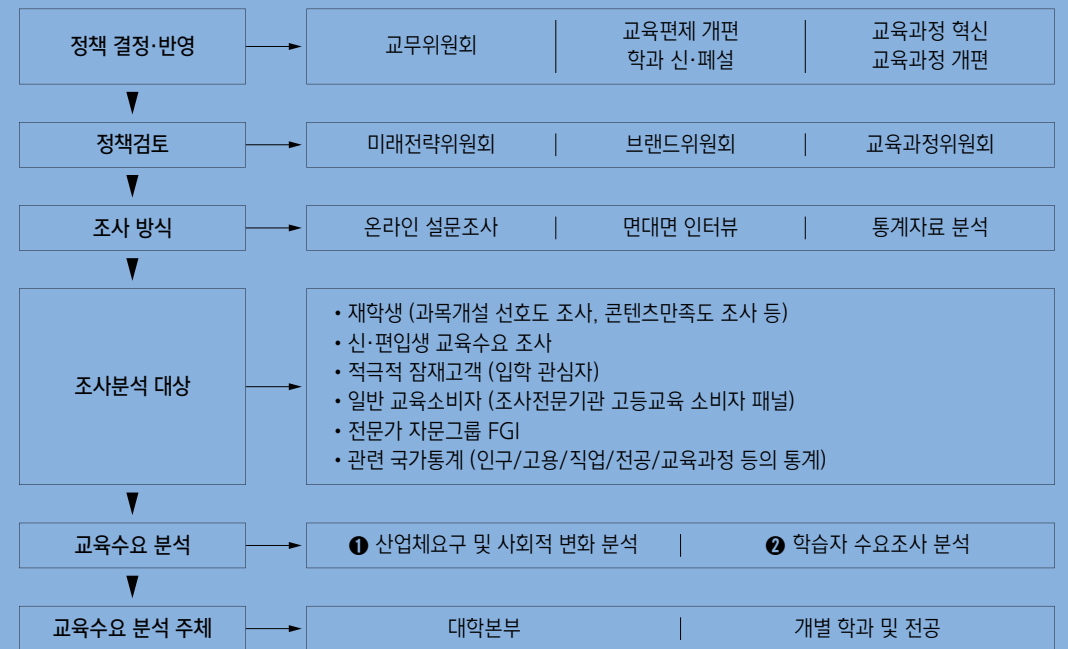 정책 결정·반영
교무위원회
교육편제 개편
학과 신·폐설
교육과정 혁신
교육과정 개편
정책검토
미래전략위원회
브랜드위원회
교육과정위원회
조사 방식
온라인 설문조사
면대면 인터뷰
통계자료 분석
조사분석 대상
• 재학생 (과목개설 선호도 조사, 콘텐츠만족도 조사 등)
• 신·편입생 교육수요 조사
• 적극적 잠재고객 (입학 관심자)
• 일반 교육소비자 (조사전문기관 고등교육 소비자 패널)
• 전문가 자문그룹 FGI
• 관련 국가통계 (인구/고용/직업/전공/교육과정 등의 통계)
교육수요 분석
❶ 산업체요구 및 사회적 변화 분석
❷ 학습자 수요조사 분석
교육수요 분석 주체
대학본부
개별 학과 및 전공